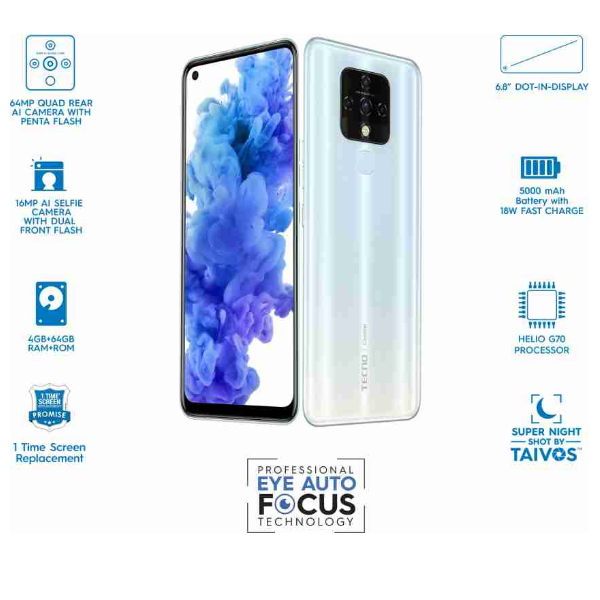 64MP QUAD REAR
AI CAMERA WITH
PENTA FLASH
6.8" DOT-IN-DISPLAY
16MP AI SELFIE
CAMERA
WITH DUAL
FRONT FLASH
5000 mAh
Battery with
18W FAST CHARGE
4GB+64GB
RAM+ROM
HELIO G70
PROCESSOR
TECNO
1 TIME
SCREEN
PROMISE
1 Time Screen
Replacement
SUPER NIGHT
SHOT BY
TAIVOS™
PROFESSIONAL
EYE AUTO
FOCUS
TECHNOLOGY